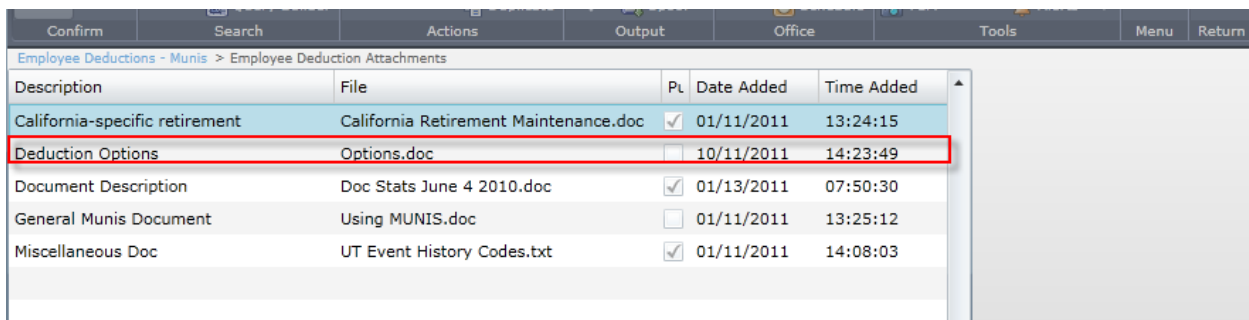 Confirm Search Actions Output Office Tools Menu Return
Employee Deductions - Munis > Employee Deduction Attachments
Description File Pu Date Added Time Added
California-specific retirement California Retirement Maintenance.doc 01/11/2011 13:24:15
Deduction Options Options.doc 10/11/2011 14:23:49
Document Description Doc Stats June 4 2010.doc 01/13/2011 07:50:30
General Munis Document Using MUNIS.doc 01/11/2011 13:25:12
Miscellaneous Doc UT Event History Codes.txt 01/11/2011 14:08:03